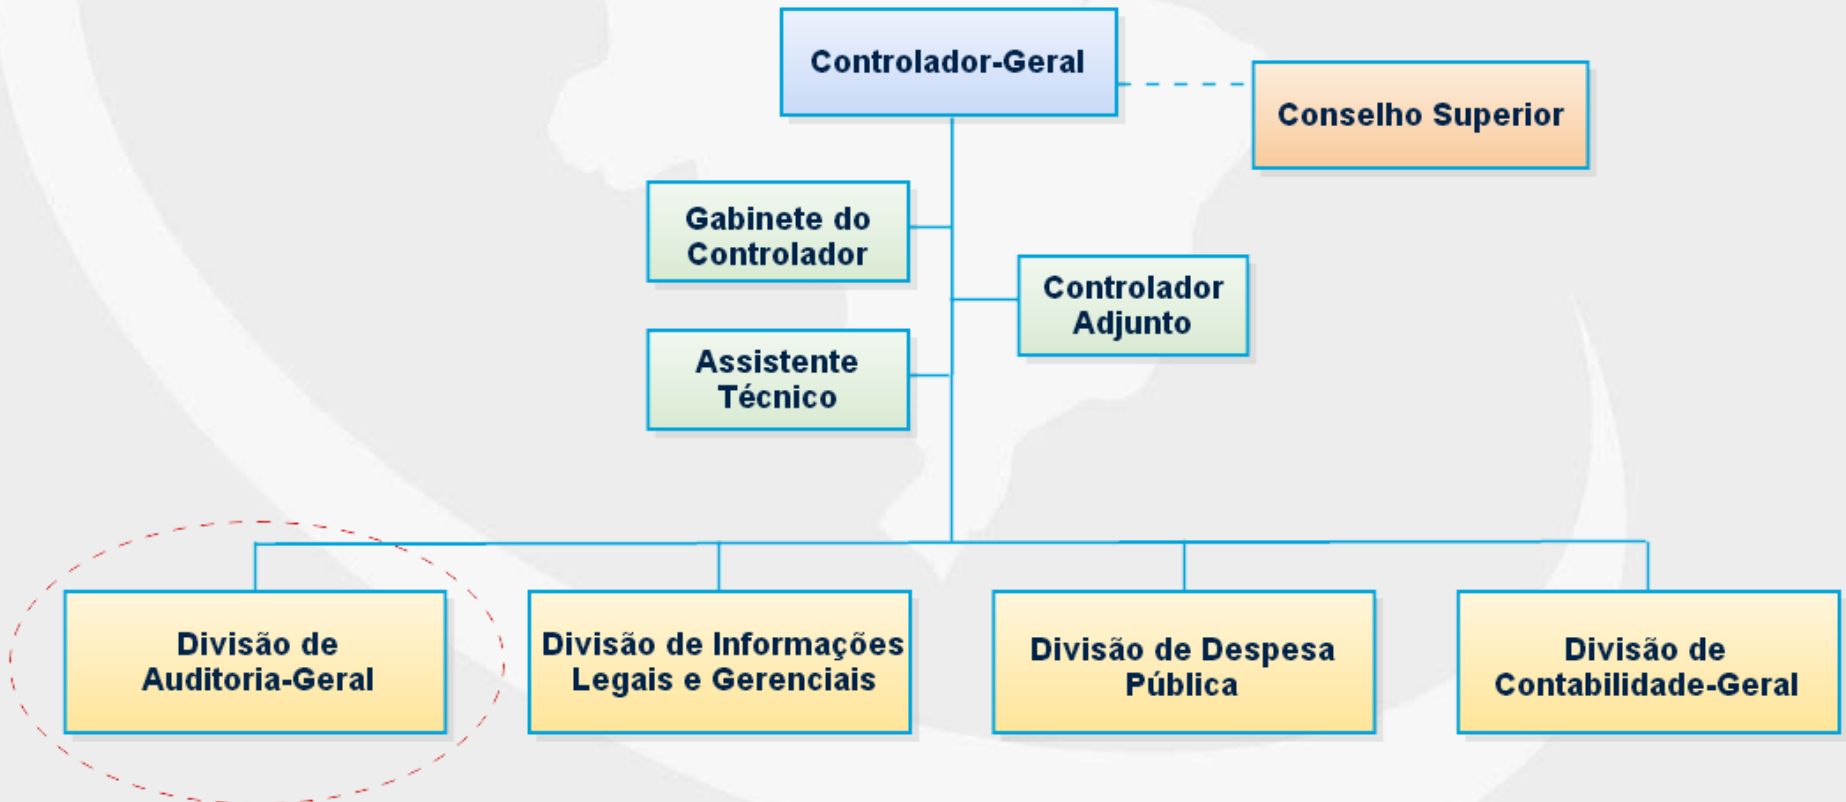 Controlador-Geral
Conselho Superior
Gabinete do
Controlador
Controlador
Adjunto
Assistente
Técnico
Divisão de
Auditoria-Geral
Divisão de Informações
Legais e Gerenciais
Divisão de Despesa
Pública
Divisão de
Contabilidade-Geral